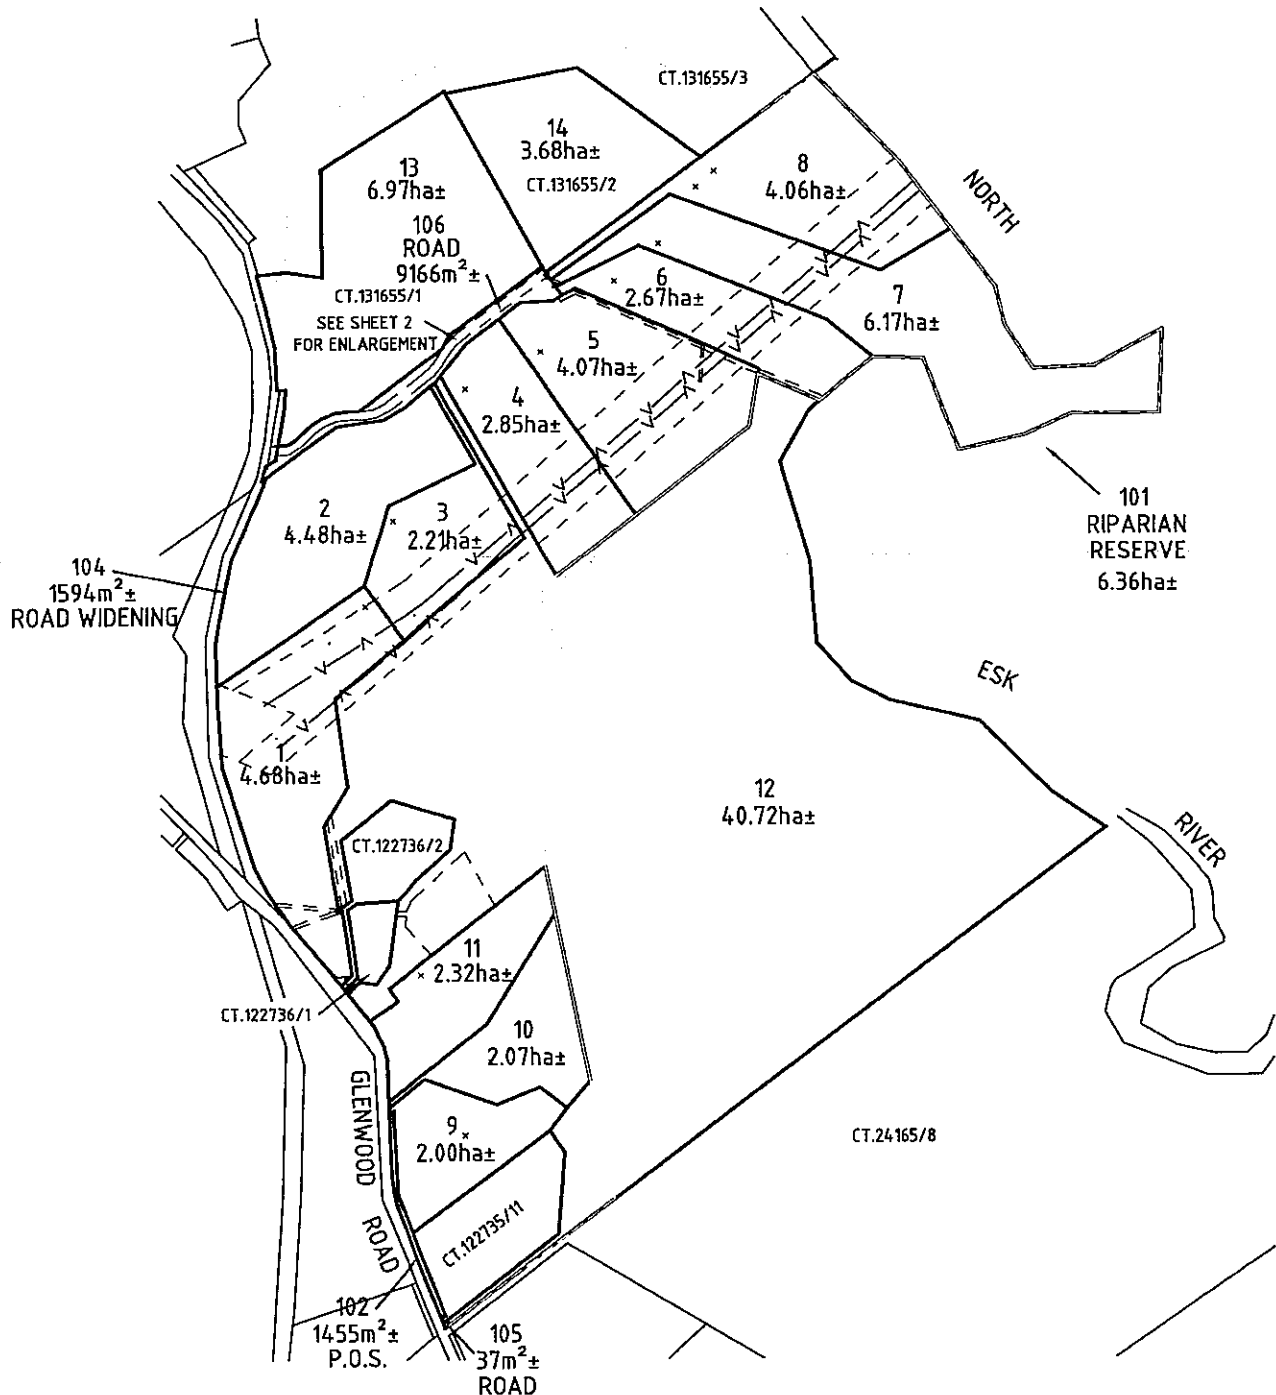 CT.131655/3
14
3.68ha±
CT.131655/2
13
6.97ha±
8
4.06ha±
NORTH
106
ROAD
9166m²±
CT.131655/1
SEE SHEET 2
FOR ENLARGEMENT
6
2.67ha±
7
6.17ha±
5
4.07ha±
4
2.85ha±
101
RIPARIAN
RESERVE
6.36ha±
2
4.48ha±
3
2.21ha±
104
1594m²±
ROAD WIDENING
ESK
1
4.68ha±
12
40.72ha±
RIVER
CT.122736/2
11
2.32ha±
CT.122736/1
10
2.07ha±
GLENWOOD
ROAD
9
2.00ha±
CT.24165/8
CT.122735/11
102
1455m²±
P.O.S.
105
37m²±
ROAD